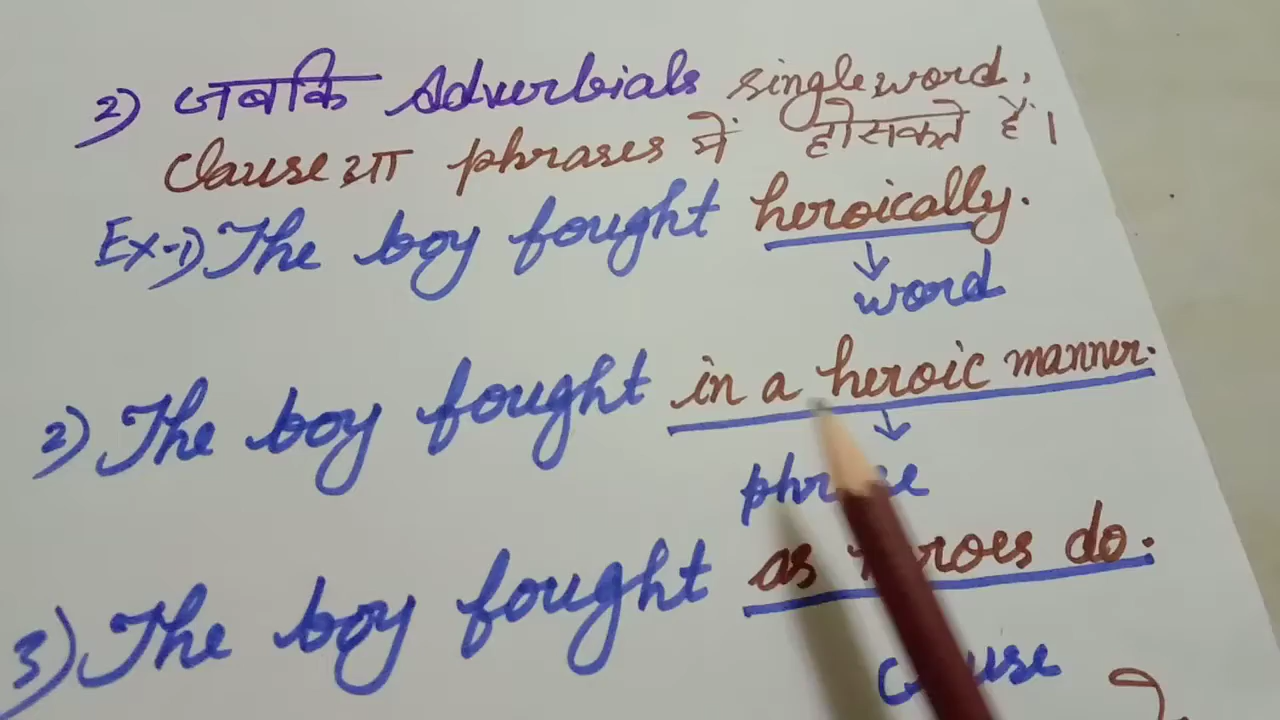 2) जबकि Adverbials single word,
clause या phrases में हो सकते हैं।
Ex-1) The boy fought heroically.
word
2) The boy fought in a heroic manner.
phrase
3) The boy fought as heroes do.
clause